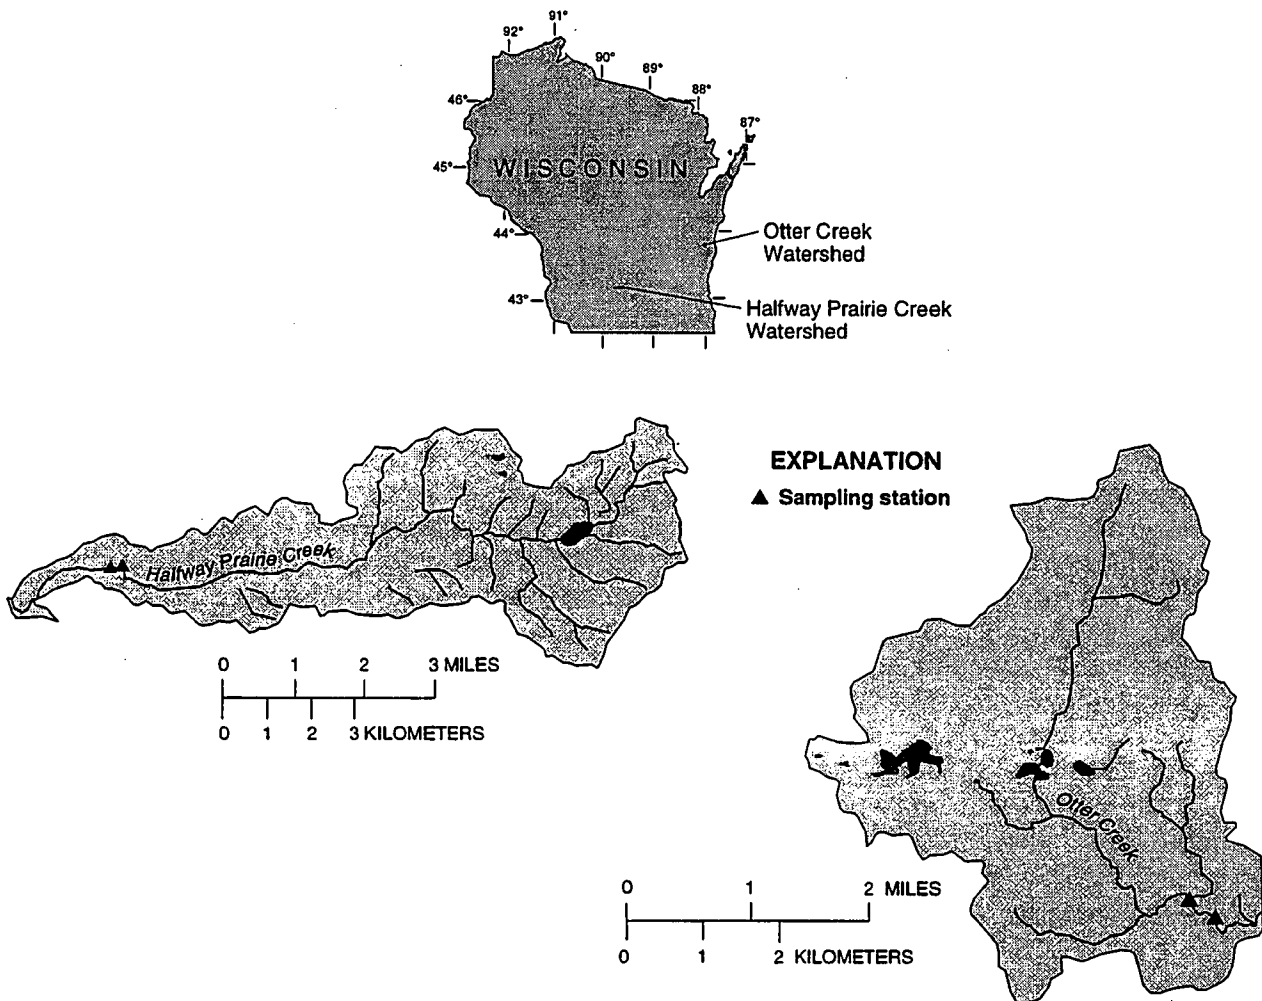 91°
92°
90°
89°
88°
46°
87°
45°
WISCONSIN
44°
Otter Creek
Watershed
43°
Halfway Prairie Creek
Watershed
EXPLANATION
▲ Sampling station
Halfway Prairie Creek
0 1 2 3 MILES
0 1 2 3 KILOMETERS
Otter Creek
0 1 2 MILES
0 1 2 KILOMETERS